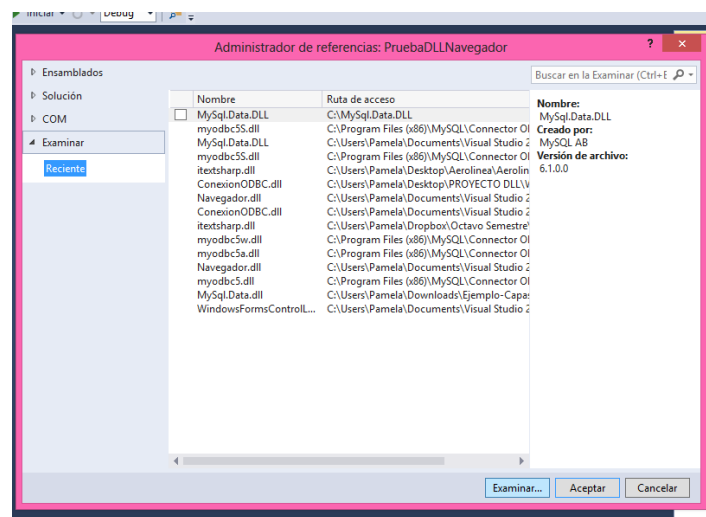 Iniciar Debug
Administrador de referencias: PruebaDLLNavegador ?
Ensamblados
Solución
COM
Examinar
Reciente
Nombre Ruta de acceso
MySql.Data.DLL C:\MySql.Data.DLL
myodbc5S.dll C:\Program Files (x86)\MySQL\Connector O
MySql.Data.DLL C:\Users\Pamela\Documents\Visual Studio 2
myodbc5S.dll C:\Program Files (x86)\MySQL\Connector O
itextsharp.dll C:\Users\Pamela\Desktop\Aerolinea\Aerolin
ConexionODBC.dll C:\Users\Pamela\Desktop\PROYECTO DLL\
Navegador.dll C:\Users\Pamela\Documents\Visual Studio 2
ConexionODBC.dll C:\Users\Pamela\Documents\Visual Studio 2
itextsharp.dll C:\Users\Pamela\Dropbox\Octavo Semestre
myodbc5w.dll C:\Program Files (x86)\MySQL\Connector O
myodbc5a.dll C:\Program Files (x86)\MySQL\Connector O
Navegador.dll C:\Users\Pamela\Documents\Visual Studio 2
myodbc5.dll C:\Program Files (x86)\MySQL\Connector O
MySql.Data.dll C:\Users\Pamela\Downloads\Ejemplo-Capas
WindowsFormsControlL... C:\Users\Pamela\Documents\Visual Studio 2
Buscar en la Examinar (Ctrl+E
Nombre:
MySql.Data.DLL
Creado por:
MySQL AB
Versión de archivo:
6.1.0.0
Examinar... Aceptar Cancelar